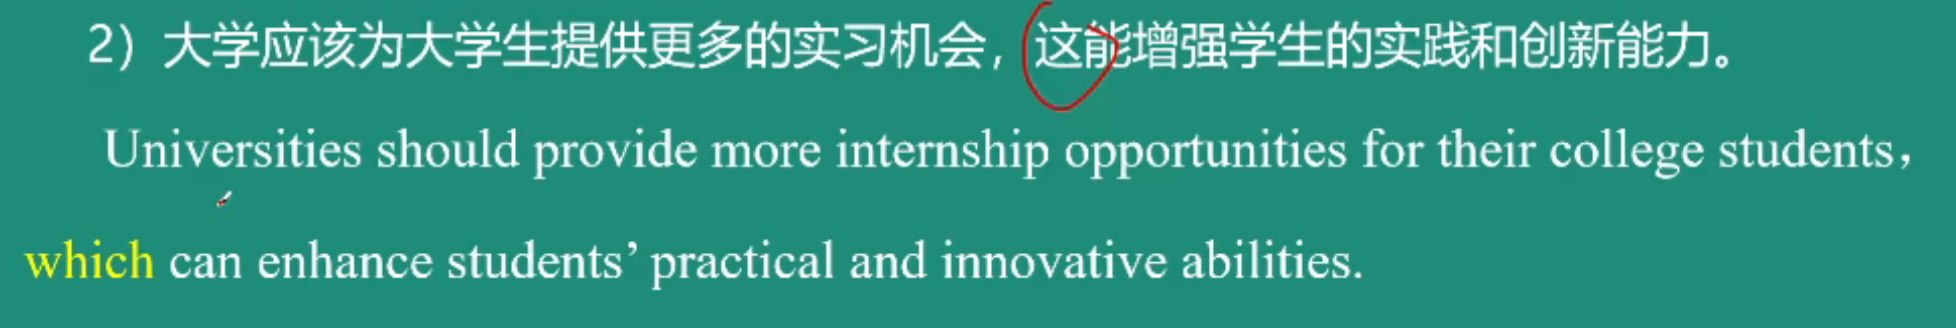 2）大学应该为大学生提供更多的实习机会，这能增强学生的实践和创新能力。
Universities should provide more internship opportunities for their college students，
which can enhance students’ practical and innovative abilities.